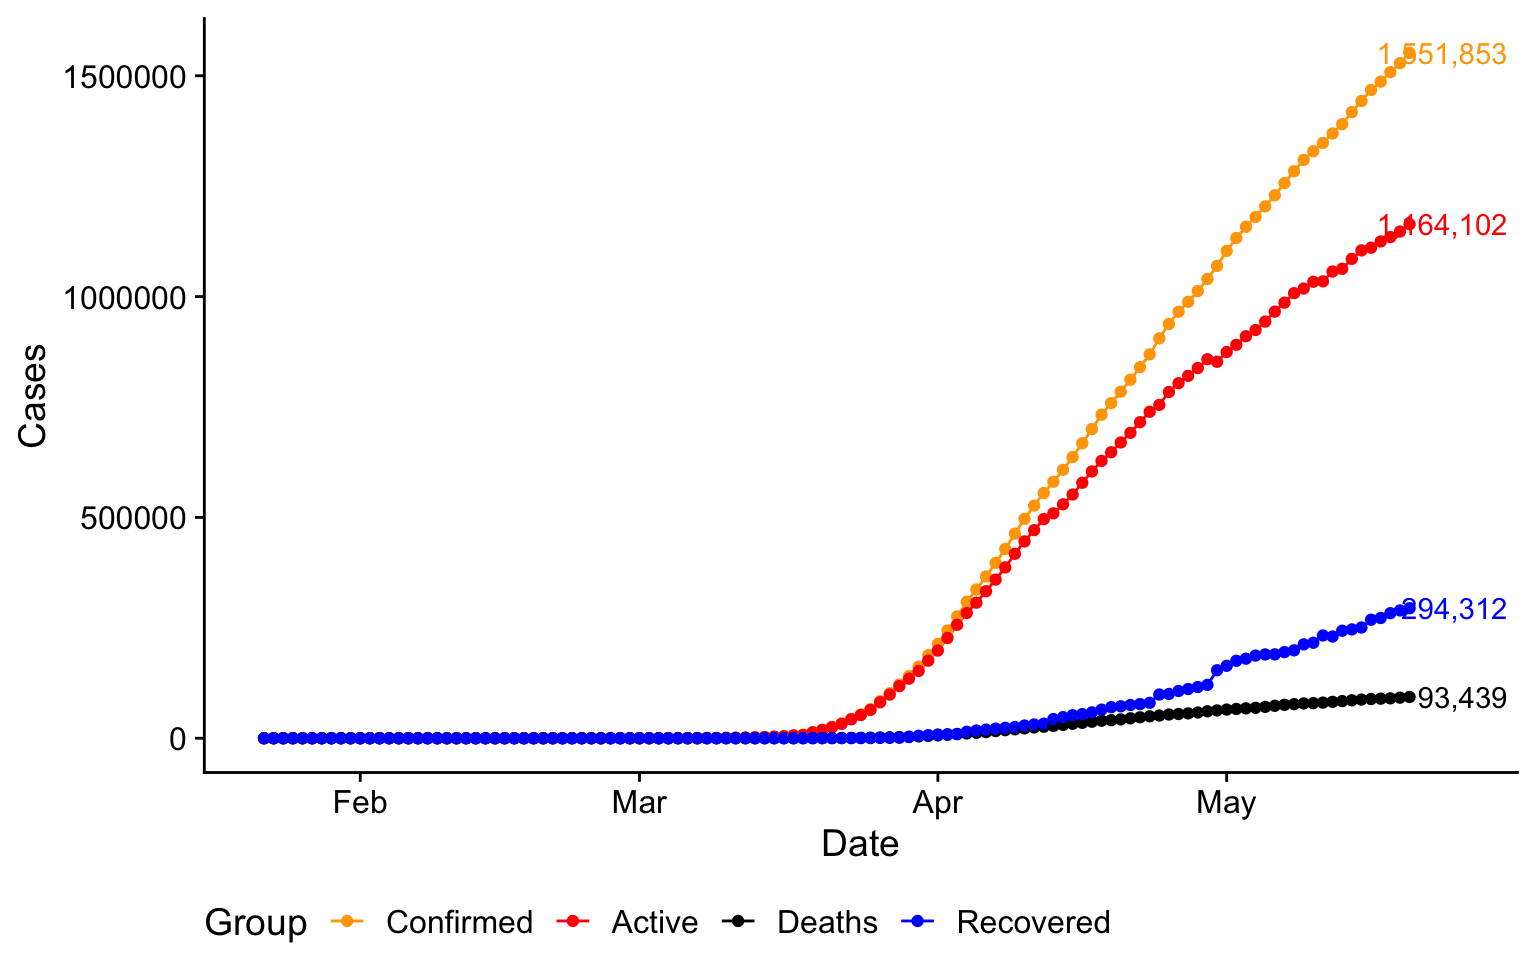 1500000
1000000
500000
0
Cases
1,551,853
1,164,102
294,312
93,439
Feb Mar Apr May
Date
Group Confirmed Active Deaths Recovered